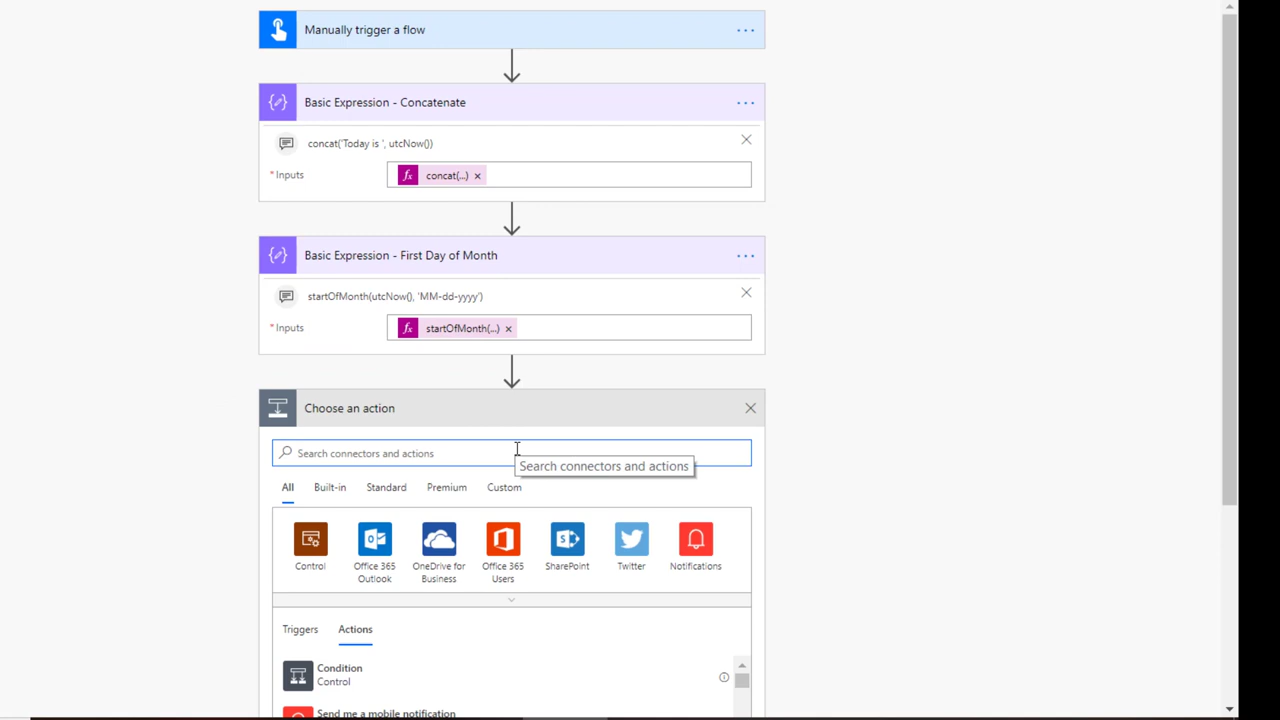 Manually trigger a flow
Basic Expression - Concatenate
concat('Today is ', utcNow())
* Inputs
fx concat(...) ×
Basic Expression - First Day of Month
startOfMonth(utcNow(), 'MM-dd-yyyy')
* Inputs
fx startOfMonth(...) ×
Choose an action
Search connectors and actions
Search connectors and actions
All Built-in Standard Premium Custom
Control Office 365 Outlook OneDrive for Business Office 365 Users SharePoint Twitter Notifications
Triggers Actions
Condition
Control
Send me a mobile notification